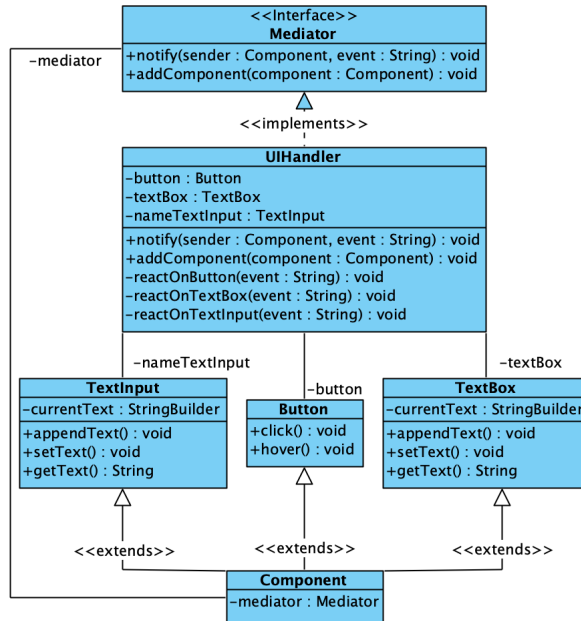 <<Interface>>
Mediator
+notify(sender : Component, event : String) : void
+addComponent(component : Component) : void
-mediator
<<implements>>
UIHandler
-button : Button
-textBox : TextBox
-nameTextInput : TextInput
+notify(sender : Component, event : String) : void
+addComponent(component : Component) : void
-reactOnButton(event : String) : void
-reactOnTextBox(event : String) : void
-reactOnTextInput(event : String) : void
-nameTextInput
-button
-textBox
TextInput
-currentText : StringBuilder
+appendText() : void
+setText() : void
+getText() : String
Button
+click() : void
+hover() : void
TextBox
-currentText : StringBuilder
+appendText() : void
+setText() : void
+getText() : String
<<extends>>
<<extends>>
<<extends>>
Component
-mediator : Mediator